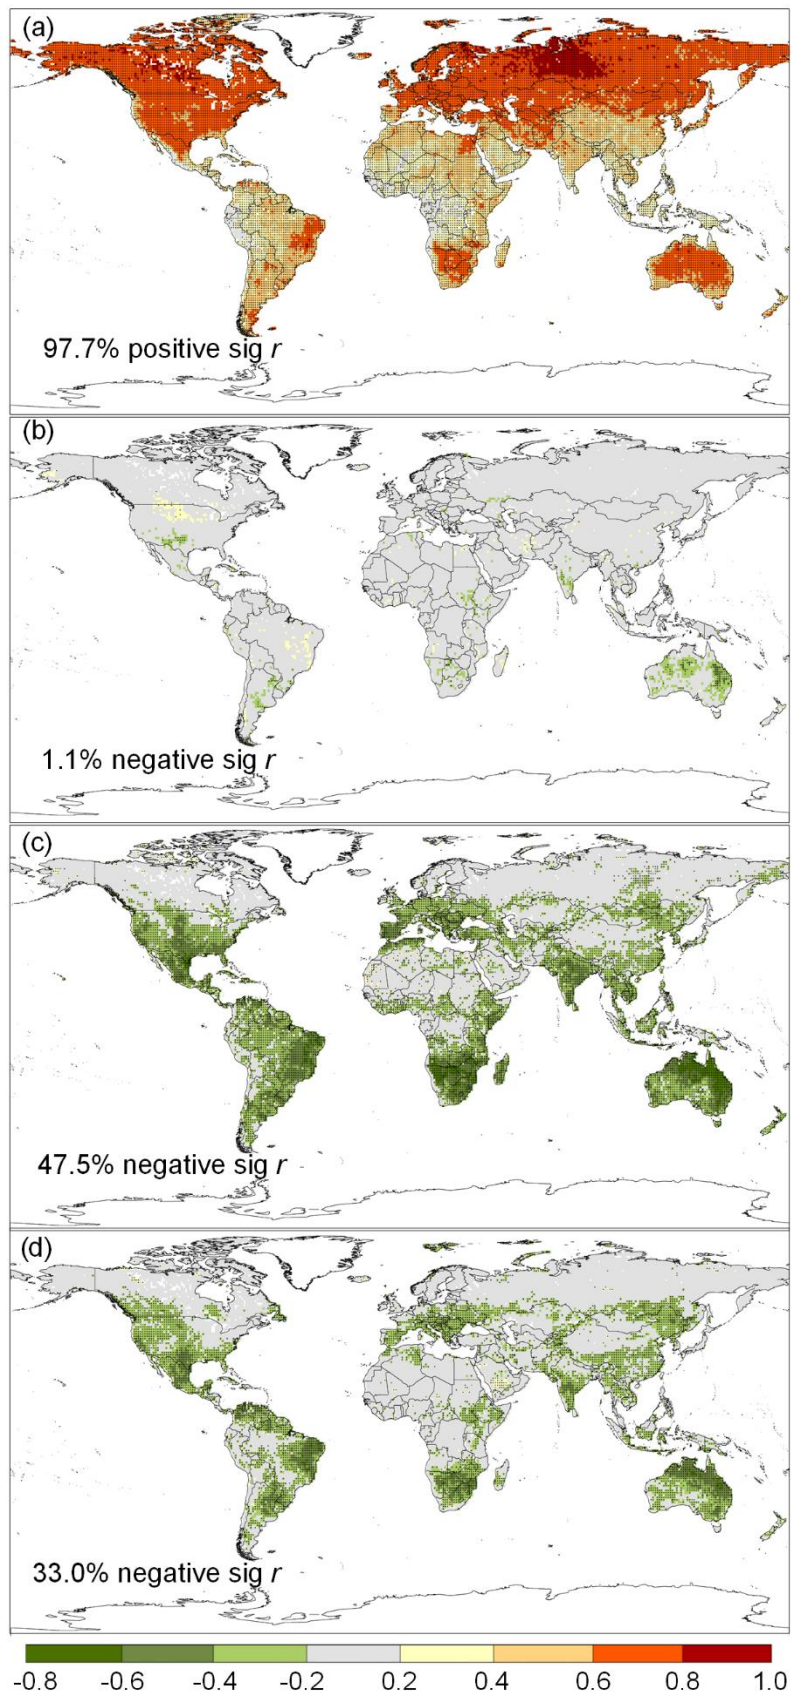 (a)
97.7% positive sig r
(b)
1.1% negative sig r
(c)
47.5% negative sig r
(d)
33.0% negative sig r
-0.8 -0.6 -0.4 -0.2 0.2 0.4 0.6 0.8 1.0